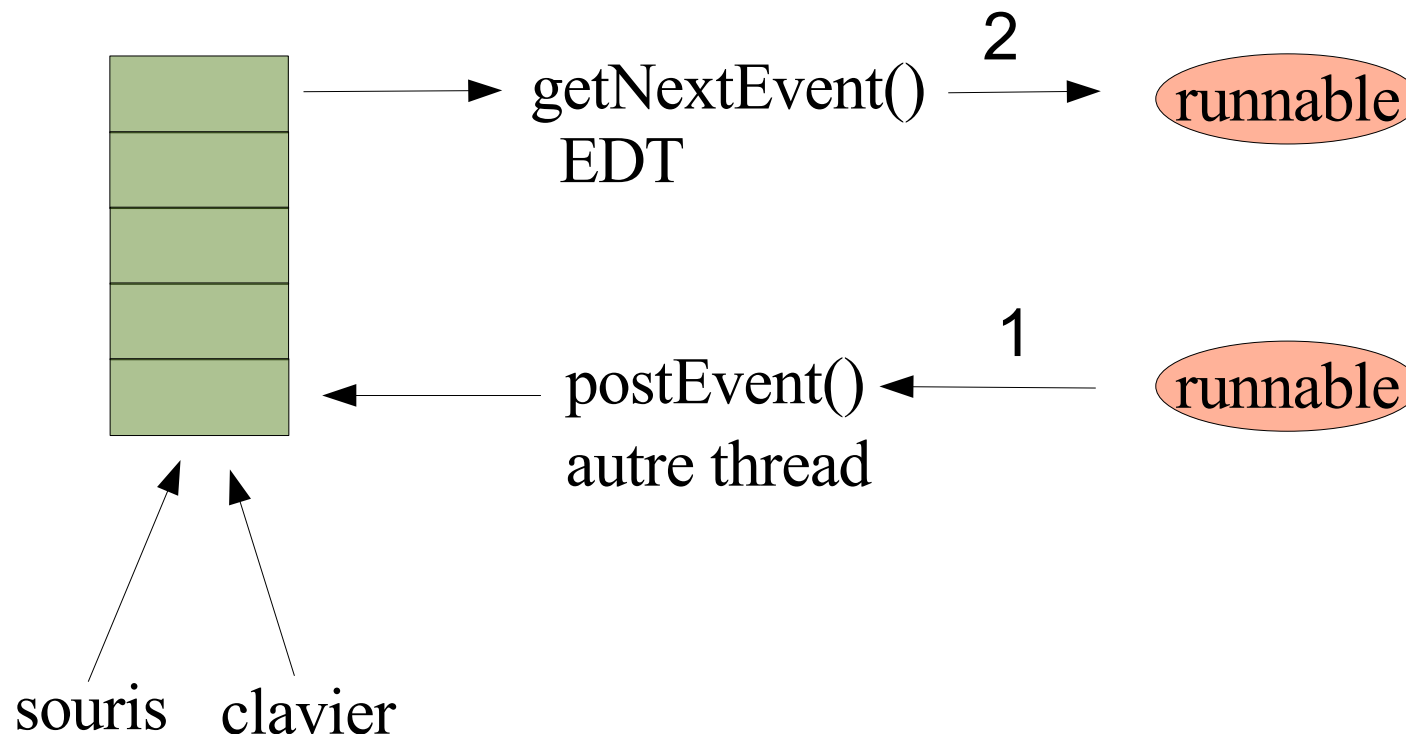 2
getNextEvent()
runnable
EDT
1
postEvent()
runnable
autre thread
souris
clavier